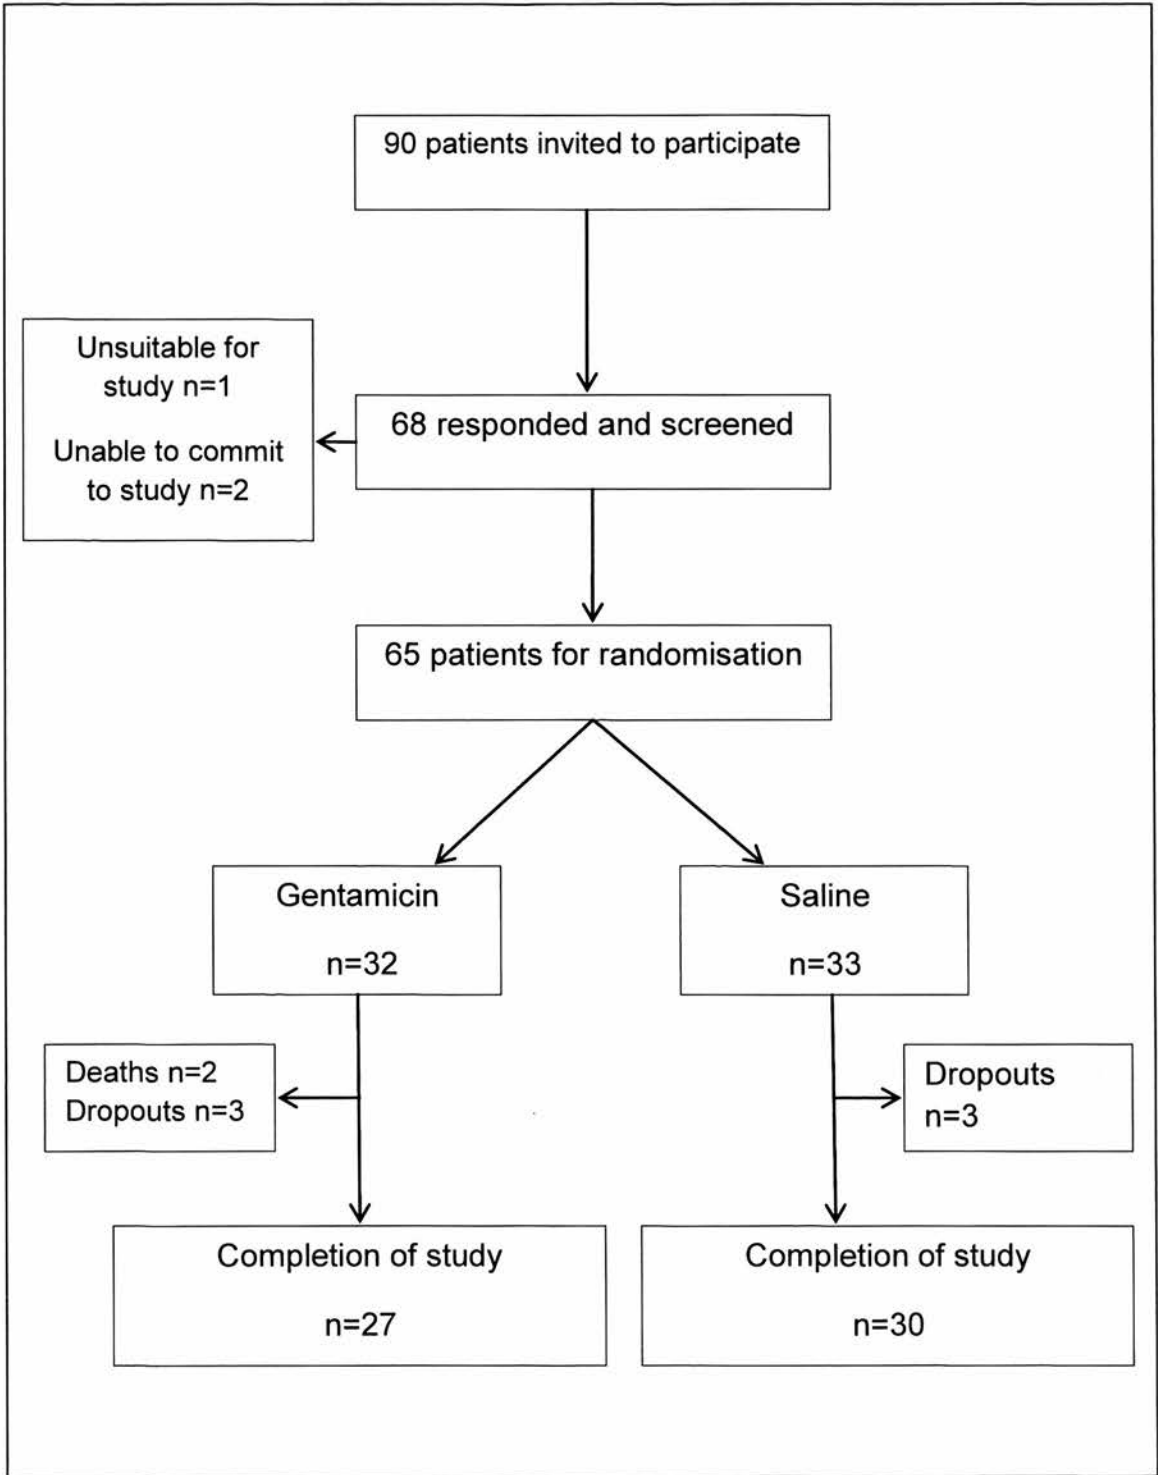 90 patients invited to participate
Unsuitable for
study n=1
Unable to commit
to study n=2
68 responded and screened
65 patients for randomisation
Gentamicin
n=32
Saline
n=33
Deaths n=2
Dropouts n=3
Dropouts
n=3
Completion of study
n=27
Completion of study
n=30